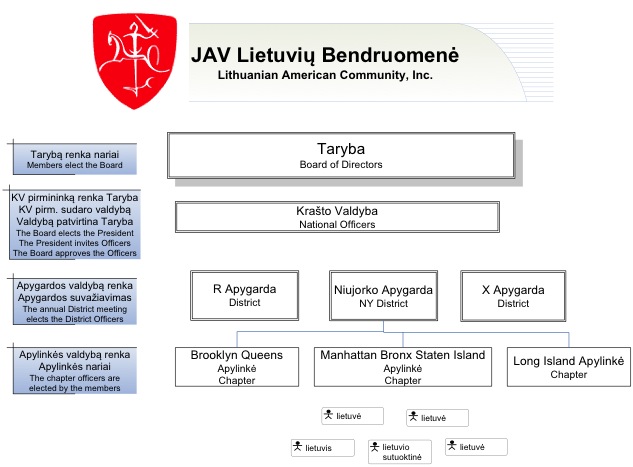 JAV Lietuvių Bendruomenė
Lithuanian American Community, Inc.
Tarybą renka nariai
Members elect the Board
Taryba
Board of Directors
KV pirmininką renka Taryba
KV pirm. sudaro valdybą
Valdybą patvirtina Taryba
The Board elects the President
The President invites Officers
The Board approves the Officers
Krašto Valdyba
National Officers
Apygardos valdybą renka
Apygardos suvažiavimas
The annual District meeting
elects the District Officers
R Apygarda
District
Niujorko Apygarda
NY District
X Apygarda
District
Apylinkės valdybą renka
Apylinkės nariai
The chapter officers are
elected by the members
Brooklyn Queens
Apylinkė
Chapter
Manhattan Bronx Staten Island
Apylinkė
Chapter
Long Island Apylinkė
Chapter
lietuvė
lietuvė
lietuvis
lietuvio
sutuoktinė
lietuvė